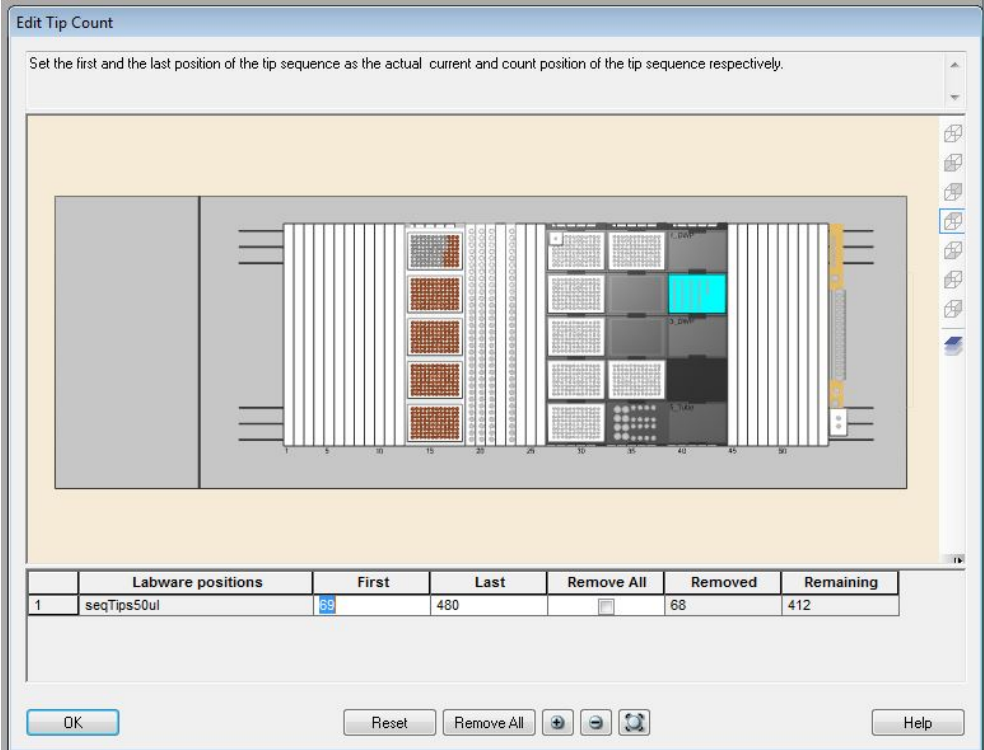 Edit Tip Count
Set the first and the last position of the tip sequence as the actual current and count position of the tip sequence respectively.
3_DWP
1 5 10 15 20 25 30 35 40 45 50
Labware positions First Last Remove All Removed Remaining
1 seqTips50ul 69 480 68 412
OK Reset Remove All Help